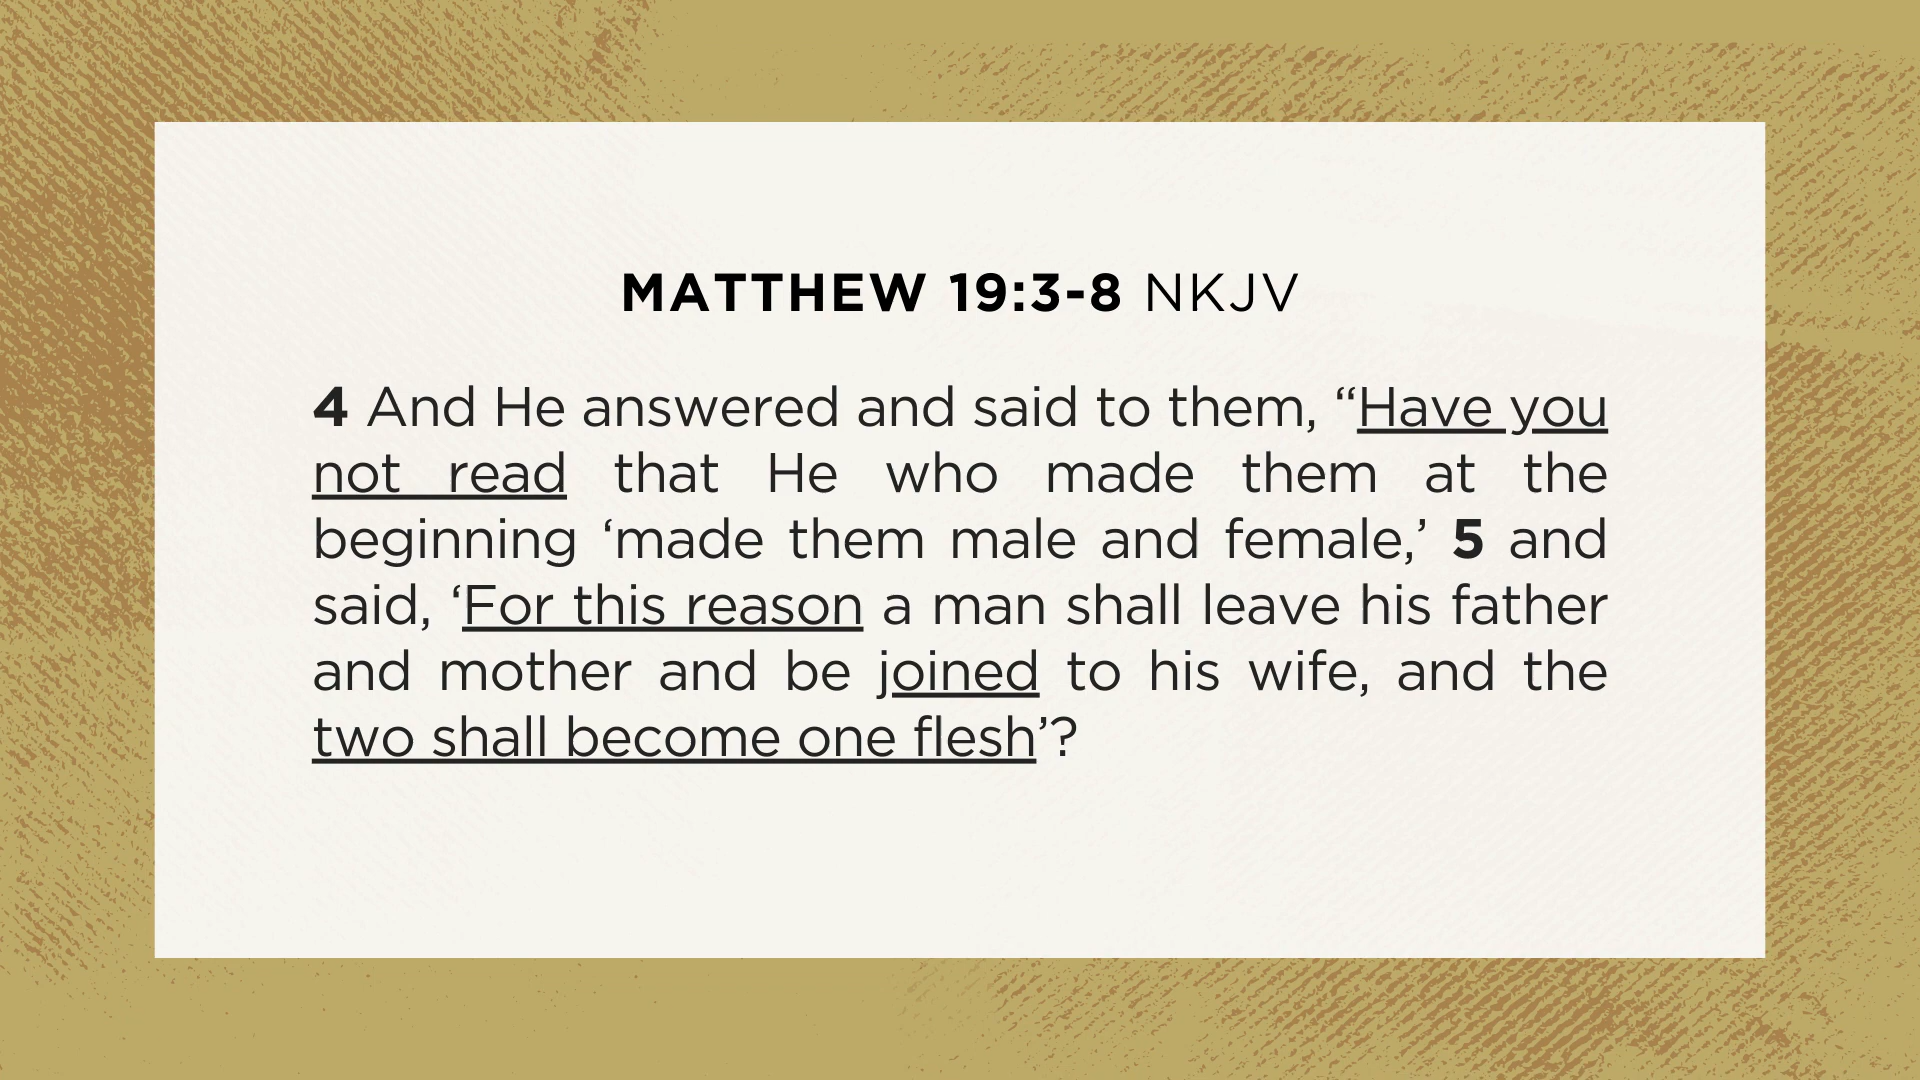 MATTHEW 19:3-8 NKJV
4 And He answered and said to them, “Have you
not read that He who made them at the
beginning ‘made them male and female,’ 5 and
said, ‘For this reason a man shall leave his father
and mother and be joined to his wife, and the
two shall become one flesh’?